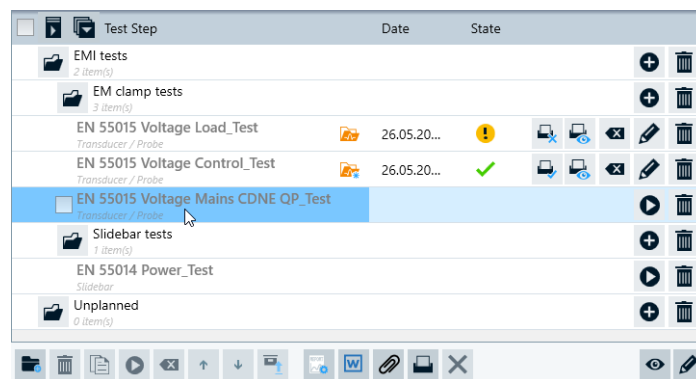 Test Step Date State
EMI tests
2 item(s)
EM clamp tests
3 item(s)
EN 55015 Voltage Load_Test 26.05.20...
Transducer / Probe
EN 55015 Voltage Control_Test 26.05.20...
Transducer / Probe
EN 55015 Voltage Mains CDNE QP_Test
Transducer / Probe
Slidebar tests
1 item(s)
EN 55014 Power_Test
Slidebar
Unplanned
0 item(s)
W